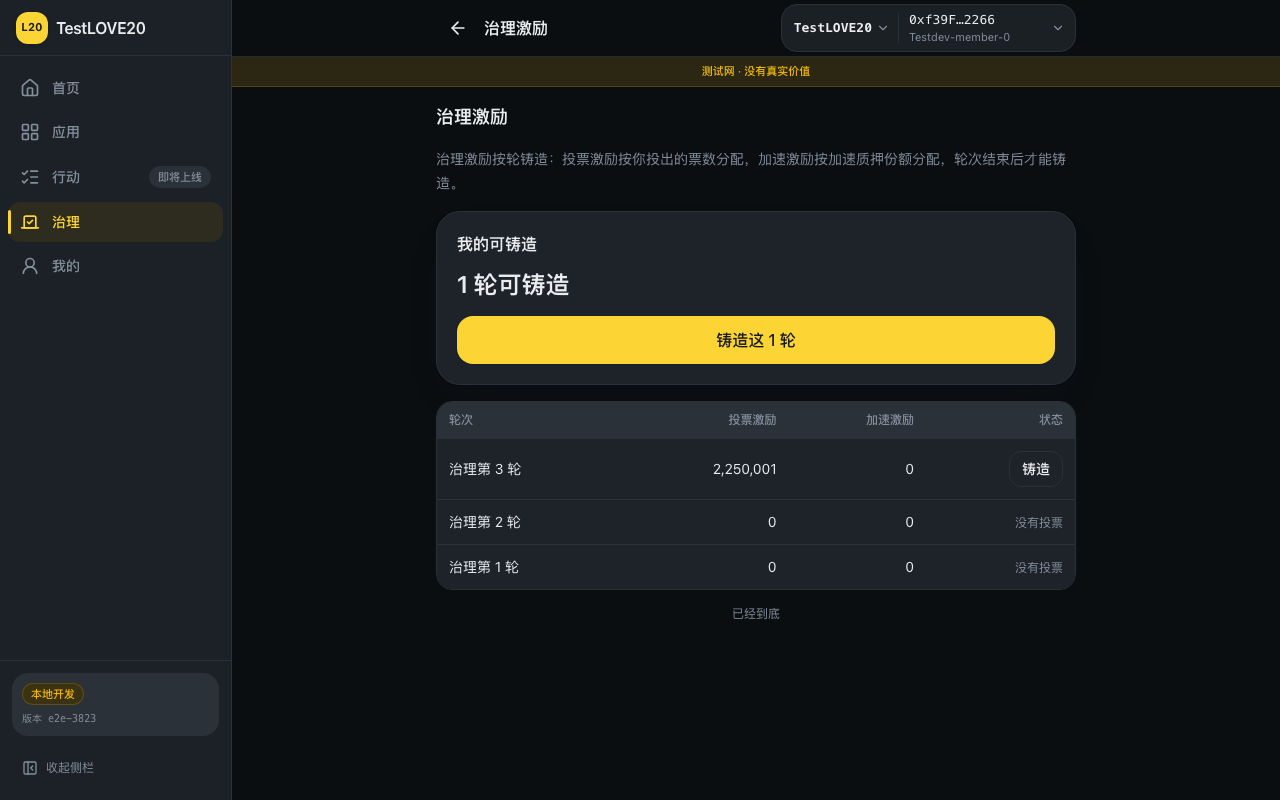 L20 TestLOVE20
首页
应用
行动 即将上线
治理
我的
本地开发
版本 e2e-3823
收起侧栏
治理激励
TestLOVE20
0xf39F…2266
Testdev-member-0
测试网 · 没有真实价值
治理激励
治理激励按轮铸造：投票激励按你投出的票数分配，加速激励按加速质押份额分配，轮次结束后才能铸
造。
我的可铸造
1 轮可铸造
铸造这 1 轮
轮次 投票激励 加速激励 状态
治理第 3 轮 2,250,001 0 铸造
治理第 2 轮 0 0 没有投票
治理第 1 轮 0 0 没有投票
已经到底